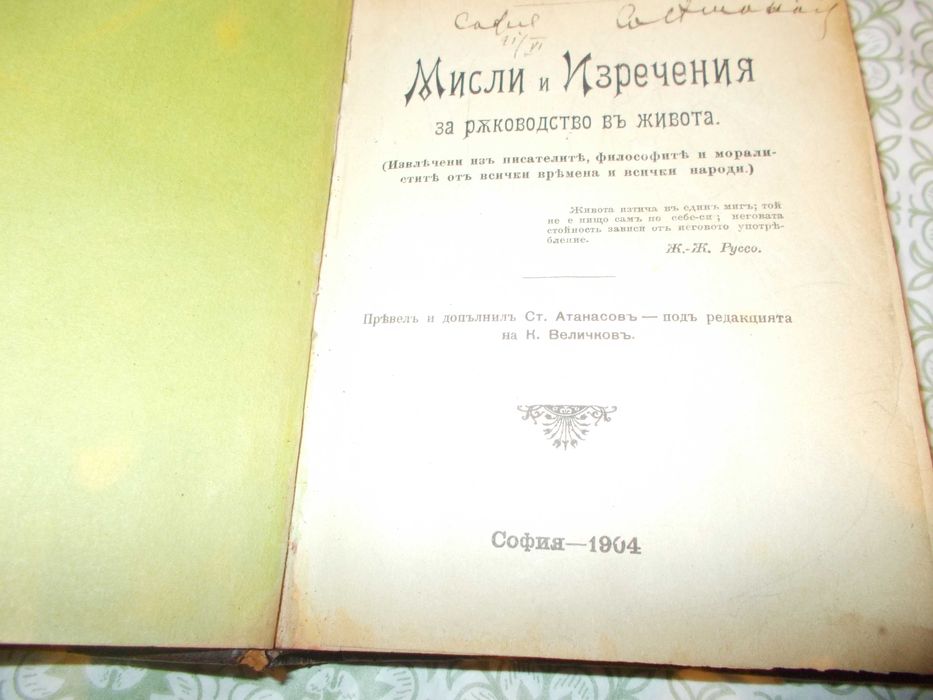 София
Мисли и Изречения
за рѫководство въ живота.
(Извлѣчени изъ писателитѣ, философитѣ и морали-
ститѣ отъ всички врѣмена и всички народи.)
Живота изтича въ единъ мигъ; той
не е нищо самъ по себе-си; неговата
стойность зависи отъ неговото употрѣ-
бление.
Ж.-Ж. Руссо.
Прѣвелъ и допълнилъ Ст. Атанасовъ — подъ редакцията
на К. Величковъ.
София—1904